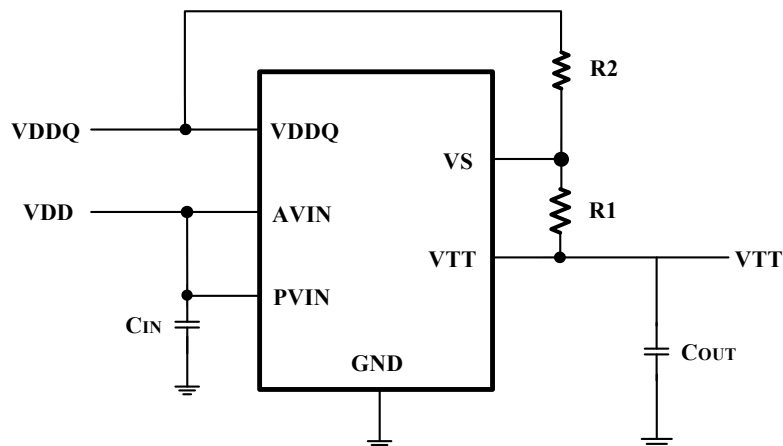 R2
VDDQ
VDDQ
VS
VDD
AVIN
R1
VTT
VTT
PVIN
CIN
COUT
GND